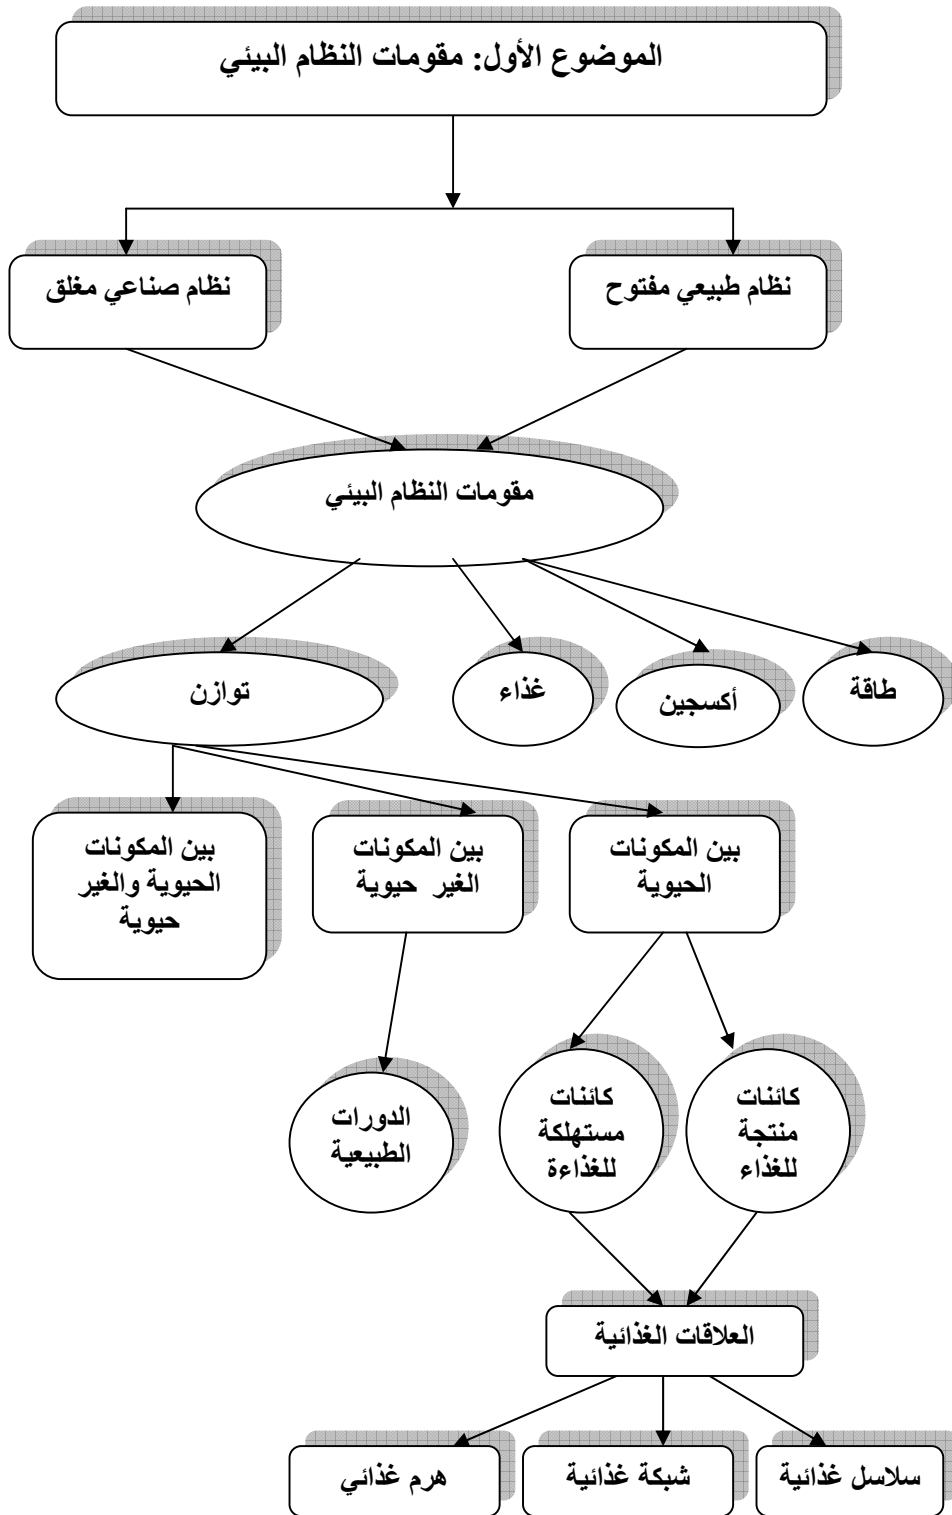 الموضوع الأول: مقومات النظام البيئي
نظام طبيعي مفتوح
نظام صناعي مغلق
مقومات النظام البيئي
طاقة
أكسجين
غذاء
توازن
بين المكونات
الحيوية
بين المكونات
الغير حيوية
بين المكونات
الحيوية والغير
حيوية
كائنات
منتجة
للغذاء
كائنات
مستهلكة
للغذاءة
الدورات
الطبيعية
العلاقات الغذائية
سلاسل غذائية
شبكة غذائية
هرم غذائي